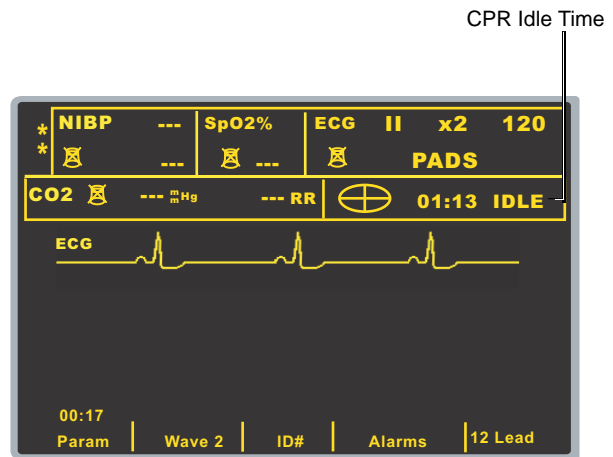 CPR Idle Time
* NIBP --- SpO2% ECG II x2 120
* --- --- PADS
CO2 --- mmHg --- RR 01:13 IDLE
ECG
00:17
Param Wave 2 ID# Alarms 12 Lead